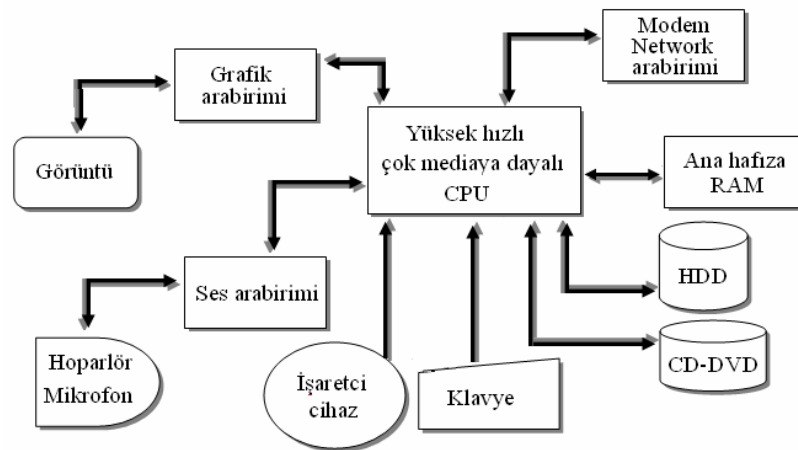 Modem
Network
arabirimi
Grafik
arabirimi
Yüksek hızlı
çok mediaya dayalı
CPU
Görüntü
Ana hafıza
RAM
Ses arabirimi
HDD
Hoparlör
Mikrofon
İşaretci
cihaz
Klavye
CD-DVD